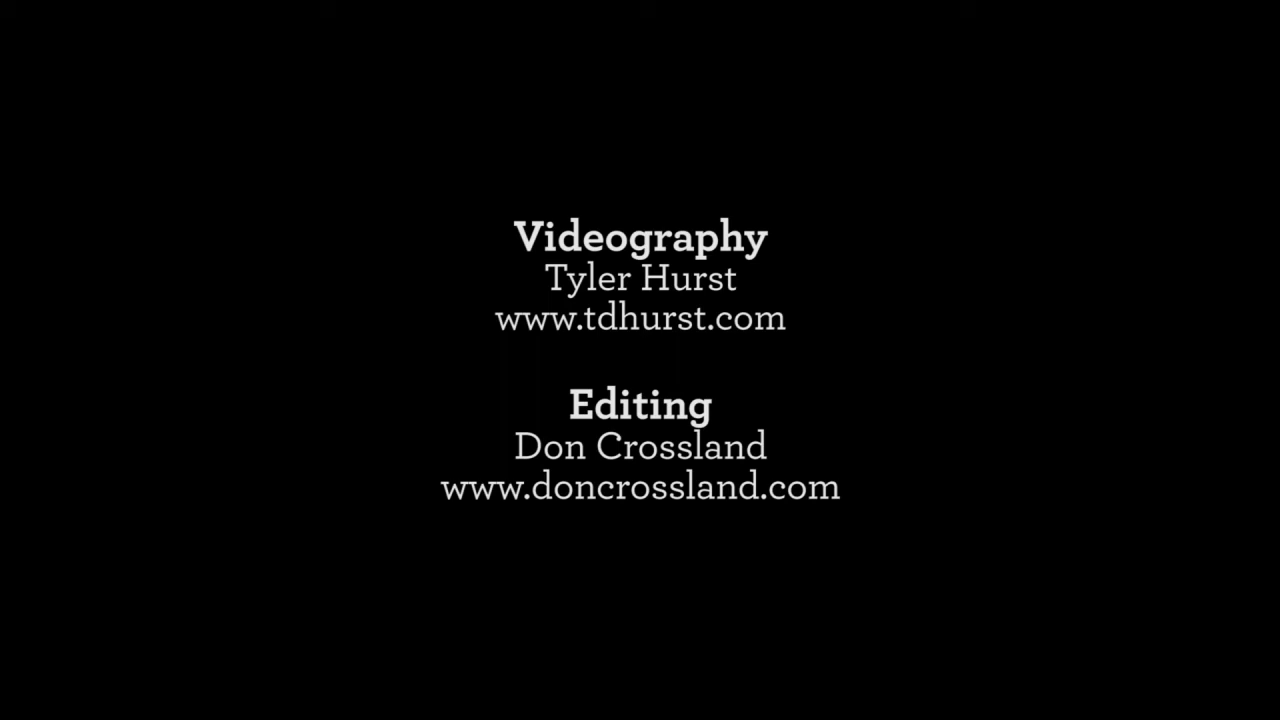 Videography
Tyler Hurst
www.tdhurst.com
Editing
Don Crossland
www.doncrossland.com